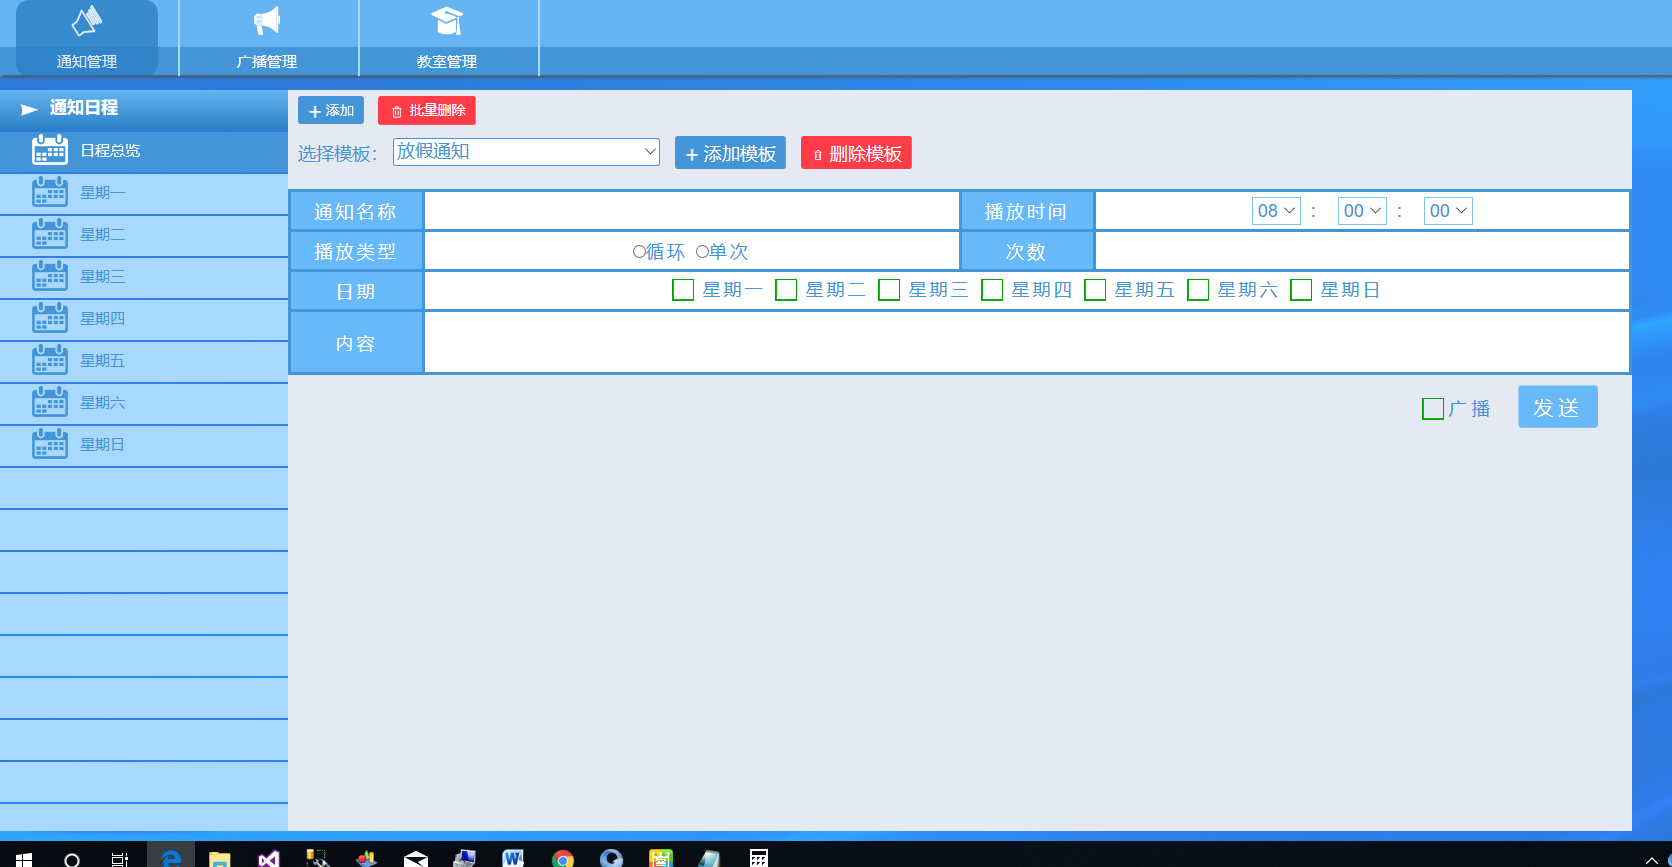 通知管理 广播管理 教室管理
通知日程
日程总览
星期一
星期二
星期三
星期四
星期五
星期六
星期日
+ 添加 批量删除
选择模板: 放假通知 + 添加模板 删除模板
通知名称 播放时间 08 : 00 : 00
播放类型 循环 单次 次数
日期 星期一 星期二 星期三 星期四 星期五 星期六 星期日
内容
广播 发送